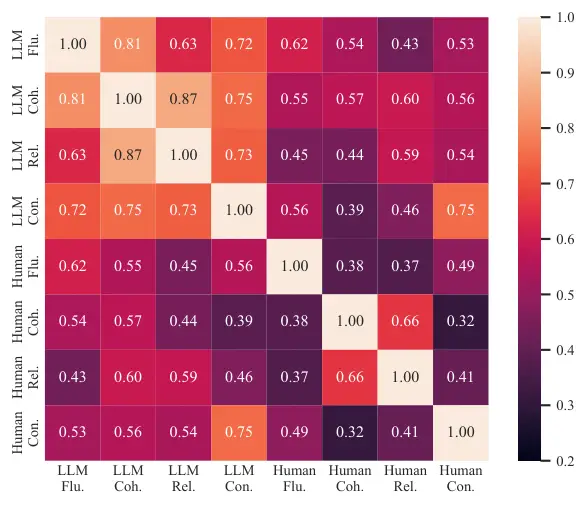 LLM Flu. 1.00 0.81 0.63 0.72 0.62 0.54 0.43 0.53
LLM Coh. 0.81 1.00 0.87 0.75 0.55 0.57 0.60 0.56
LLM Rel. 0.63 0.87 1.00 0.73 0.45 0.44 0.59 0.54
LLM Con. 0.72 0.75 0.73 1.00 0.56 0.39 0.46 0.75
Human Flu. 0.62 0.55 0.45 0.56 1.00 0.38 0.37 0.49
Human Coh. 0.54 0.57 0.44 0.39 0.38 1.00 0.66 0.32
Human Rel. 0.43 0.60 0.59 0.46 0.37 0.66 1.00 0.41
Human Con. 0.53 0.56 0.54 0.75 0.49 0.32 0.41 1.00
LLM LLM LLM LLM Human Human Human Human
Flu. Coh. Rel. Con. Flu. Coh. Rel. Con.
1.0
0.9
0.8
0.7
0.6
0.5
0.4
0.3
0.2